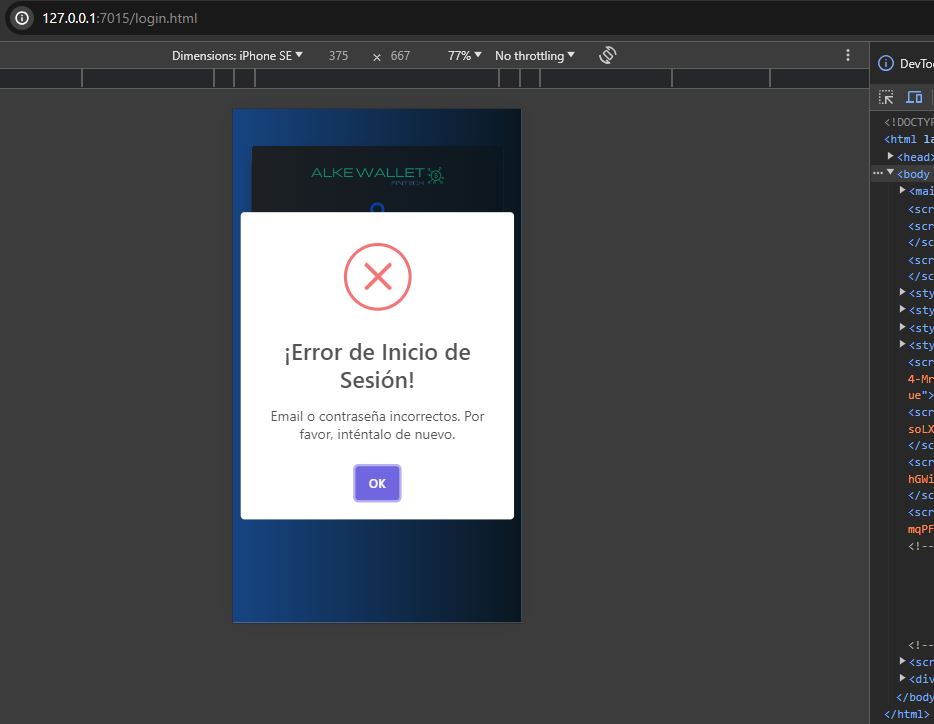 127.0.0.1:7015/login.html
Dimensions: iPhone SE 375 × 667 77% No throttling
DevToo
<!DOCTYP
<html la
<head>
<body
<mai
<scr
<scr
</sc
<scr
</sc
<sty
<sty
<sty
<sty
<scr
4-Mr
ue">
<scr
soLX
</sc
<scr
hGWi
</sc
<scr
mqPF
<!--
<!--
<scr
<div
</body
</html>
ALKE WALLET
FINTECH
¡Error de Inicio de
Sesión!
Email o contraseña incorrectos. Por
favor, inténtalo de nuevo.
OK